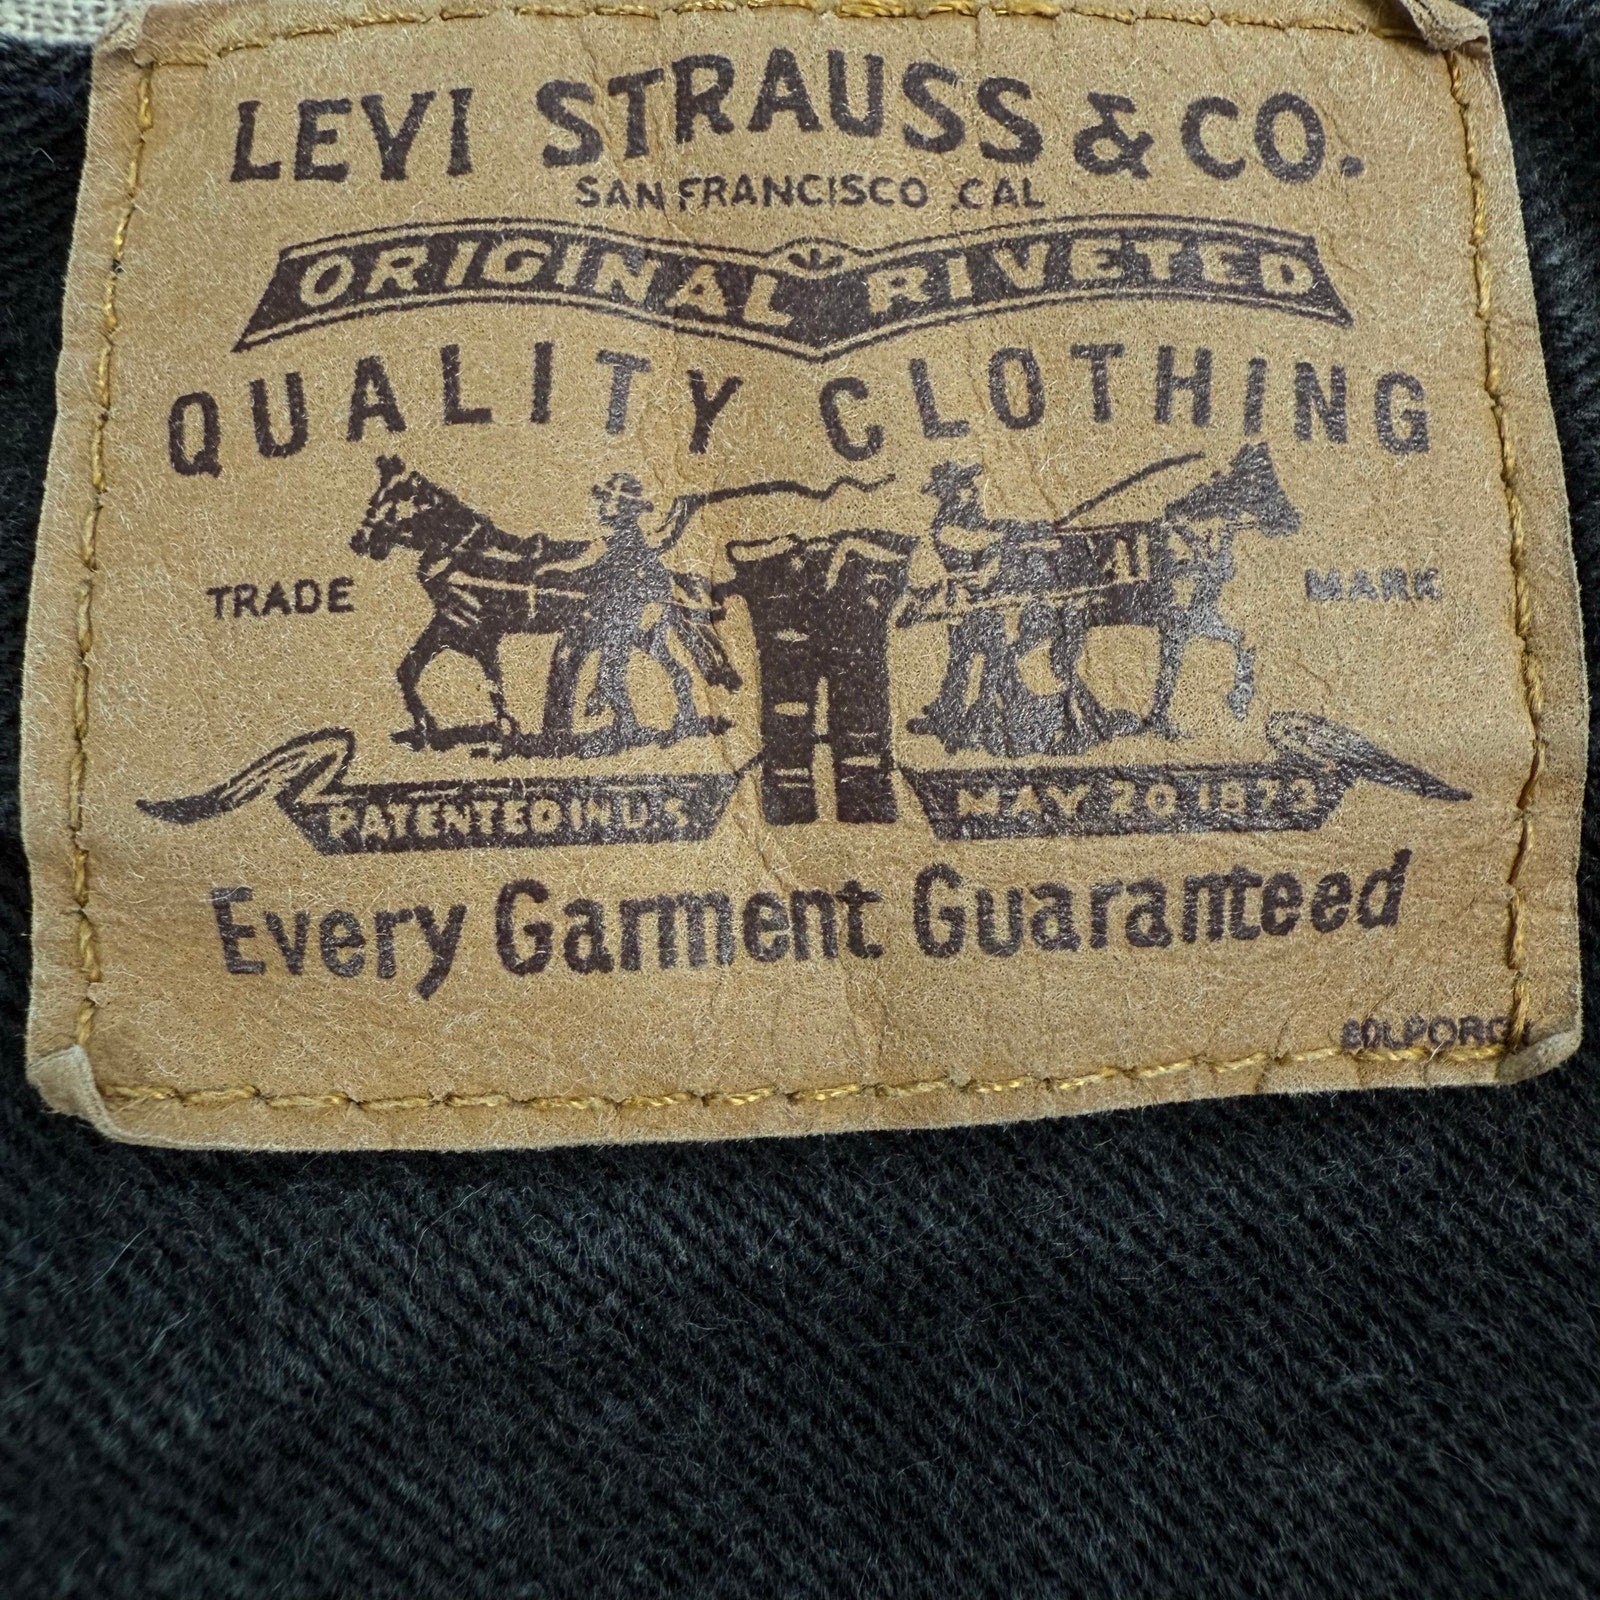 LEVI STRAUSS & CO.
SAN FRANCISCO CAL
ORIGINAL RIVETED
QUALITY CLOTHING
TRADE MARK
PATENTED IN U.S MAY 20 1873
Every Garment Guaranteed